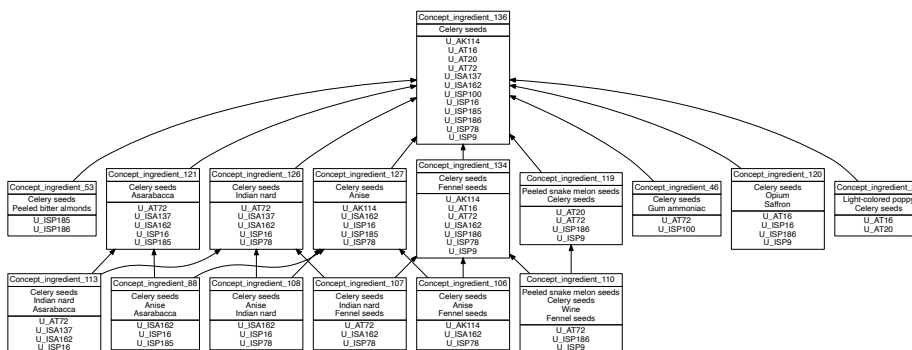 Concept_ingredient_136
Celery seeds
U_AK114
U_AT16
U_AT20
U_AT72
U_ISA137
U_ISA162
U_ISP100
U_ISP16
U_ISP185
U_ISP186
U_ISP78
U_ISP9
Concept_ingredient_53
Celery seeds
Peeled bitter almonds
U_ISP185
U_ISP186
Concept_ingredient_121
Celery seeds
Asarabacca
U_AT72
U_ISA137
U_ISA162
U_ISP16
U_ISP185
Concept_ingredient_126
Celery seeds
Indian nard
U_AT72
U_ISA137
U_ISA162
U_ISP16
U_ISP78
Concept_ingredient_127
Celery seeds
Anise
U_AK114
U_ISA162
U_ISP16
U_ISP185
U_ISP78
Concept_ingredient_134
Celery seeds
Fennel seeds
U_AK114
U_AT16
U_AT72
U_ISA162
U_ISP186
U_ISP78
U_ISP9
Concept_ingredient_119
Peeled snake melon seeds
Celery seeds
U_AT20
U_AT72
U_ISP186
U_ISP9
Concept_ingredient_46
Celery seeds
Gum ammoniac
U_AT72
U_ISP100
Concept_ingredient_120
Celery seeds
Opium
Saffron
U_AT16
U_ISP16
U_ISP186
U_ISP9
Concept_ingredient_
Light-colored poppy
Celery seeds
U_AT16
U_AT20
Concept_ingredient_113
Celery seeds
Indian nard
Asarabacca
U_AT72
U_ISA137
U_ISA162
U_ISP16
Concept_ingredient_88
Celery seeds
Anise
Asarabacca
U_ISA162
U_ISP16
U_ISP185
Concept_ingredient_108
Celery seeds
Anise
Indian nard
U_ISA162
U_ISP16
U_ISP78
Concept_ingredient_107
Celery seeds
Indian nard
Fennel seeds
U_AT72
U_ISA162
U_ISP78
Concept_ingredient_106
Celery seeds
Anise
Fennel seeds
U_AK114
U_ISA162
U_ISP78
Concept_ingredient_110
Peeled snake melon seeds
Celery seeds
Wine
Fennel seeds
U_AT72
U_ISP186
U_ISP9